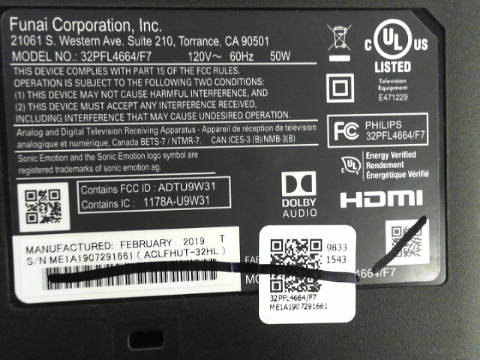 Funai Corporation, Inc.
21061 S. Western Ave. Suite 210, Torrance, CA 90501
MODEL NO.: 32PFL4664/F7 120V~ 60Hz 50W
THIS DEVICE COMPLIES WITH PART 15 OF THE FCC RULES.
OPERATION IS SUBJECT TO THE FOLLOWING TWO CONDITIONS:
(1) THIS DEVICE MAY NOT CAUSE HARMFUL INTERFERENCE, AND
(2) THIS DEVICE MUST ACCEPT ANY INTERFERENCE RECEIVED,
INCLUDING INTERFERENCE THAT MAY CAUSE UNDESIRED OPERATION.
Analog and Digital Television Receiving Apparatus - Appareil de réception de télévision
analogique et numérique, Canada BETS-7 / NTMR-7. CAN ICES-3 (B)/NMB-3(B)
Sonic Emotion and the Sonic Emotion logo symbol are
registered trademarks of sonic emotion ag.
Contains FCC ID : ADTU9W31
Contains IC : 1178A-U9W31
C UL US
LISTED
Television
Equipment
E471229
FC PHILIPS
32PFL4664/F7
UL Energy Verified
Rendement
Énergétique Vérifié
DOLBY
AUDIO
HDMI
MANUFACTURED: FEBRUARY 2019 T
S/N ME1A1907291661 ( ACLFHUT-32HL )
9833
1543
32PFL4664/F7
ME1A1907291661